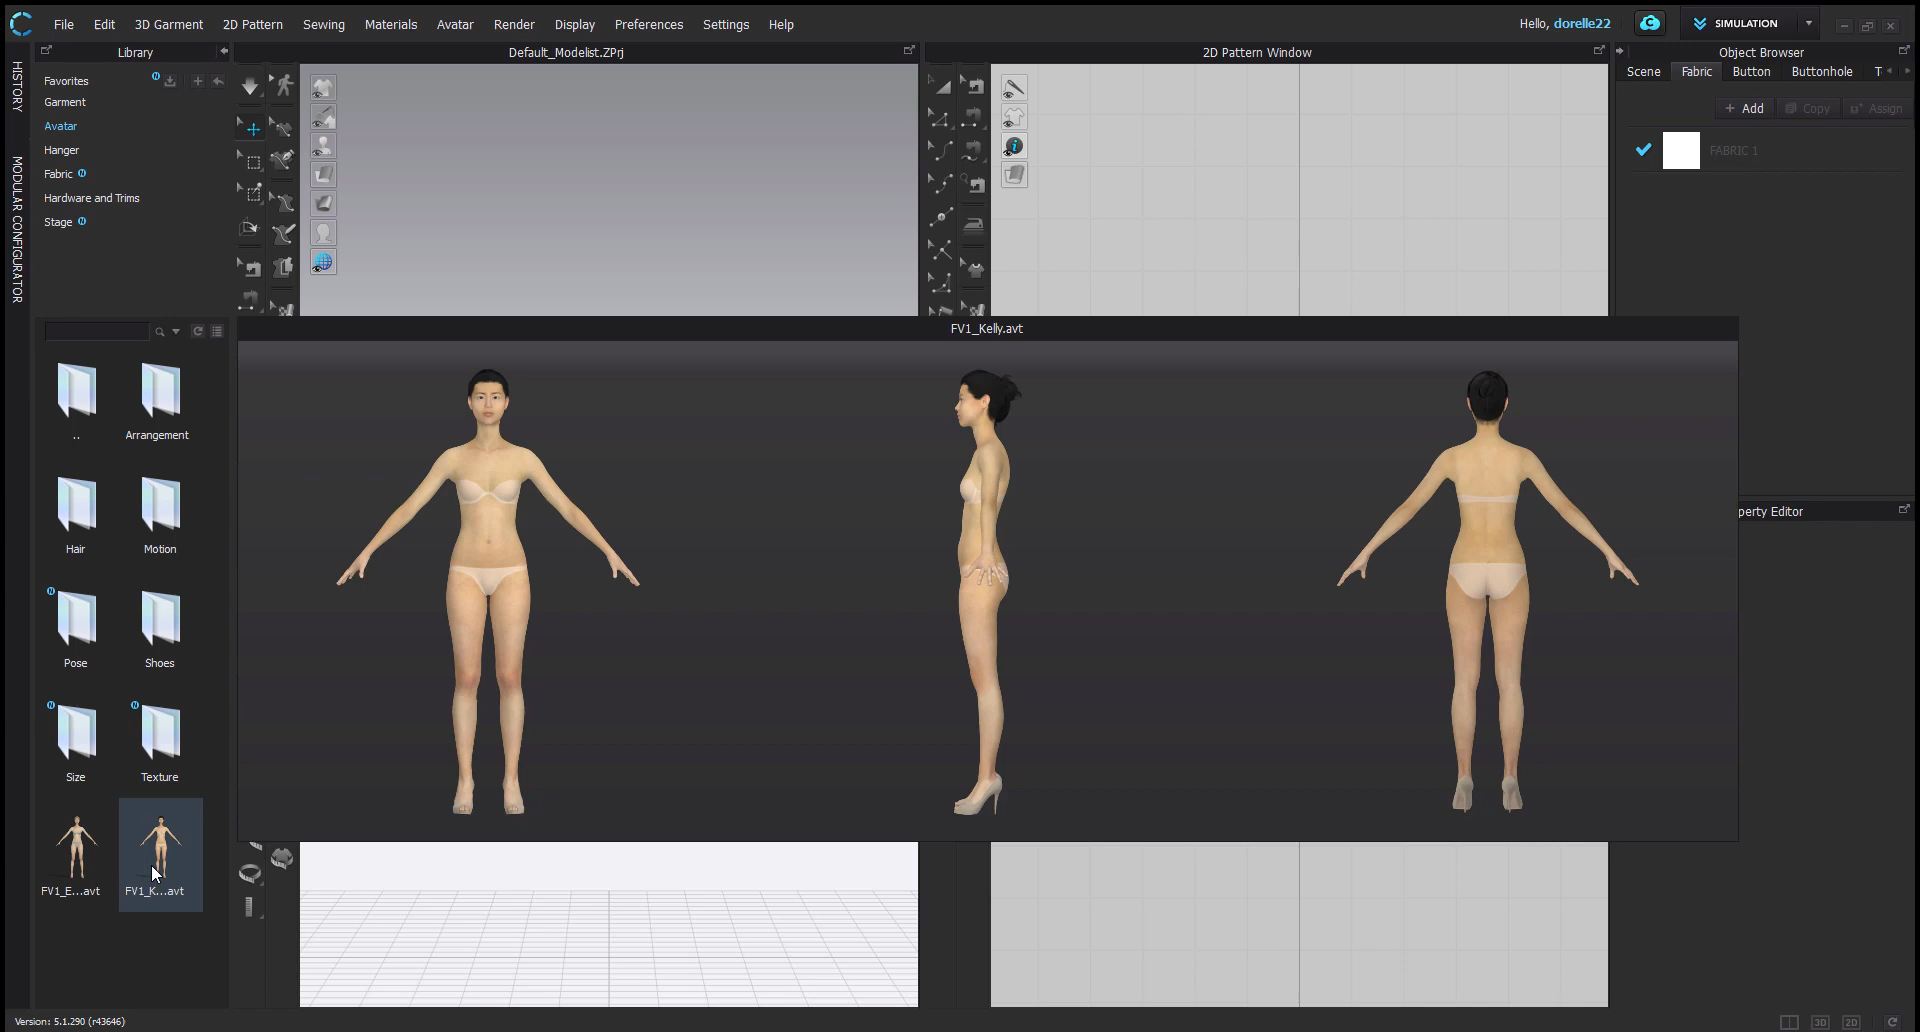 File Edit 3D Garment 2D Pattern Sewing Materials Avatar Render Display Preferences Settings Help
Hello, dorelle22
SIMULATION
Library
Default_Modelist.ZPrj
2D Pattern Window
Object Browser
HISTORY
MODULAR CONFIGURATOR
Favorites
Garment
Avatar
Hanger
Fabric
Hardware and Trims
Stage
Scene Fabric Button Buttonhole T
+ Add Copy Assign
FABRIC 1
FV1_Kelly.avt
..
Arrangement
Hair
Motion
Pose
Shoes
Size
Texture
FV1_E...avt
FV1_K...avt
perty Editor
Version: 5.1.290 (r43646)
3D
2D